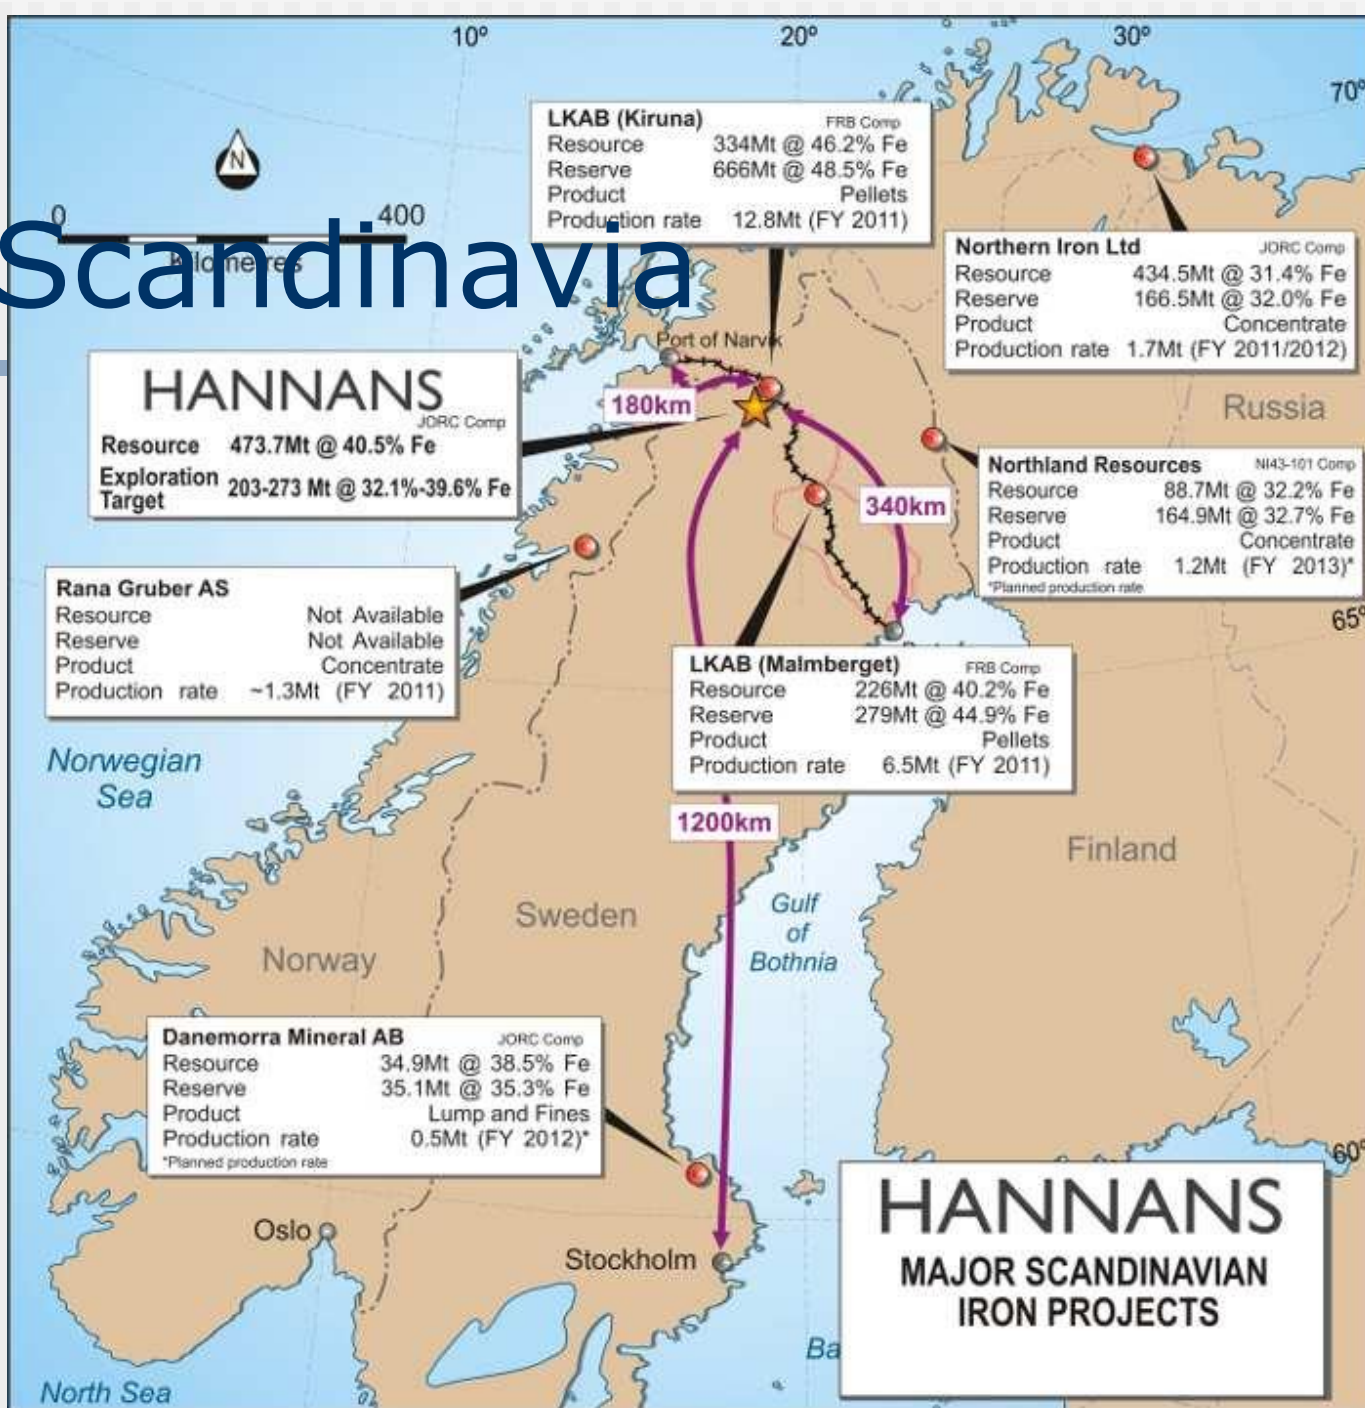 10º 20º 30º
70º
N
0 400
Kilometres
Scandinavia
LKAB (Kiruna) FRB Comp
Resource 334Mt @ 46.2% Fe
Reserve 666Mt @ 48.5% Fe
Product Pellets
Production rate 12.8Mt (FY 2011)
Northern Iron Ltd JORC Comp
Resource 434.5Mt @ 31.4% Fe
Reserve 166.5Mt @ 32.0% Fe
Product Concentrate
Production rate 1.7Mt (FY 2011/2012)
Port of Narvik
HANNANS
JORC Comp
Resource 473.7Mt @ 40.5% Fe
Exploration
Target 203-273 Mt @ 32.1%-39.6% Fe
180km
Russia
340km
Northland Resources NI43-101 Comp
Resource 88.7Mt @ 32.2% Fe
Reserve 164.9Mt @ 32.7% Fe
Product Concentrate
Production rate 1.2Mt (FY 2013)*
*Planned production rate
Rana Gruber AS
Resource Not Available
Reserve Not Available
Product Concentrate
Production rate ~1.3Mt (FY 2011)
65º
LKAB (Malmberget) FRB Comp
Resource 226Mt @ 40.2% Fe
Reserve 279Mt @ 44.9% Fe
Product Pellets
Production rate 6.5Mt (FY 2011)
Norwegian
Sea
1200km
Finland
Sweden
Gulf
of
Bothnia
Norway
Danemorra Mineral AB JORC Comp
Resource 34.9Mt @ 38.5% Fe
Reserve 35.1Mt @ 35.3% Fe
Product Lump and Fines
Production rate 0.5Mt (FY 2012)*
*Planned production rate
60º
Oslo
Stockholm
HANNANS
MAJOR SCANDINAVIAN
IRON PROJECTS
Ba
North Sea